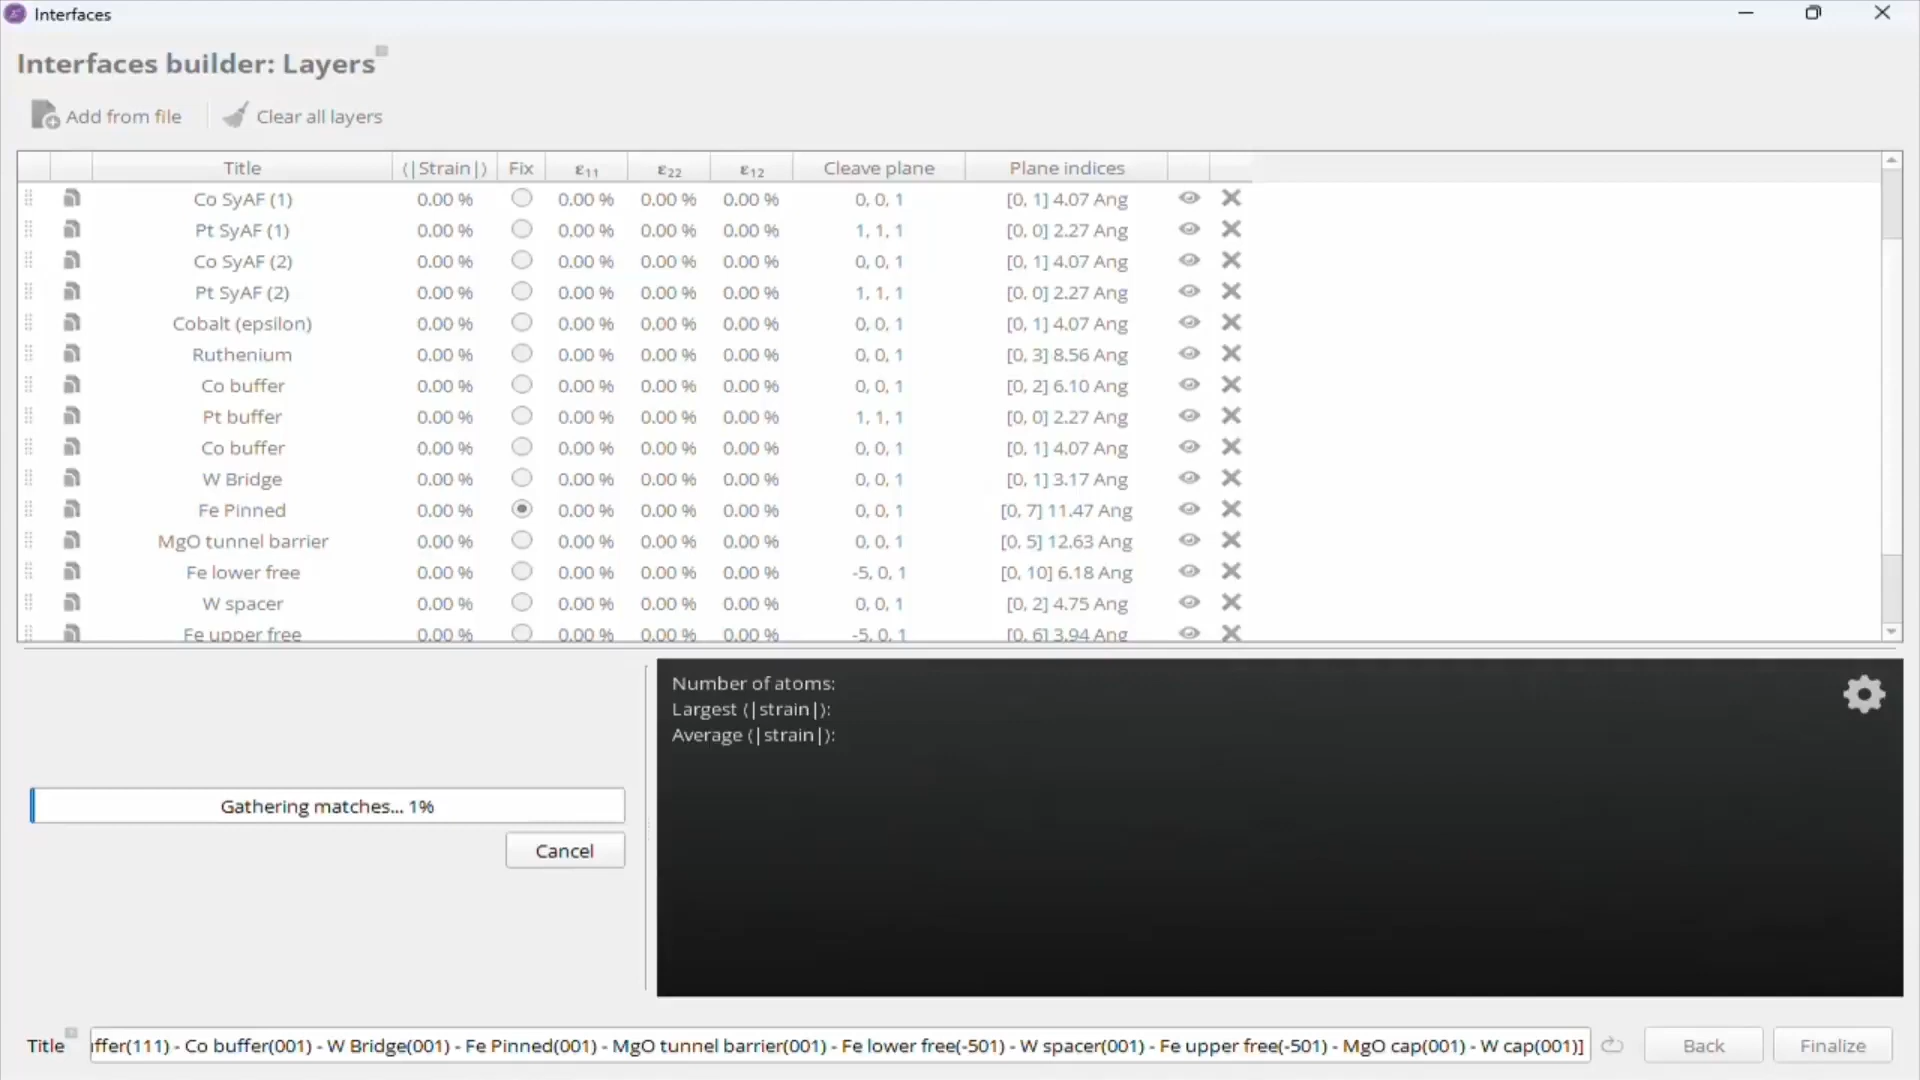 Interfaces
Interfaces builder: Layers
Add from file Clear all layers
Title ⟨|Strain|⟩ Fix ε₁₁ ε₂₂ ε₁₂ Cleave plane Plane indices
Co SyAF (1) 0.00 % 0.00 % 0.00 % 0.00 % 0, 0, 1 [0, 1] 4.07 Ang
Pt SyAF (1) 0.00 % 0.00 % 0.00 % 0.00 % 1, 1, 1 [0, 0] 2.27 Ang
Co SyAF (2) 0.00 % 0.00 % 0.00 % 0.00 % 0, 0, 1 [0, 1] 4.07 Ang
Pt SyAF (2) 0.00 % 0.00 % 0.00 % 0.00 % 1, 1, 1 [0, 0] 2.27 Ang
Cobalt (epsilon) 0.00 % 0.00 % 0.00 % 0.00 % 0, 0, 1 [0, 1] 4.07 Ang
Ruthenium 0.00 % 0.00 % 0.00 % 0.00 % 0, 0, 1 [0, 3] 8.56 Ang
Co buffer 0.00 % 0.00 % 0.00 % 0.00 % 0, 0, 1 [0, 2] 6.10 Ang
Pt buffer 0.00 % 0.00 % 0.00 % 0.00 % 1, 1, 1 [0, 0] 2.27 Ang
Co buffer 0.00 % 0.00 % 0.00 % 0.00 % 0, 0, 1 [0, 1] 4.07 Ang
W Bridge 0.00 % 0.00 % 0.00 % 0.00 % 0, 0, 1 [0, 1] 3.17 Ang
Fe Pinned 0.00 % 0.00 % 0.00 % 0.00 % 0, 0, 1 [0, 7] 11.47 Ang
MgO tunnel barrier 0.00 % 0.00 % 0.00 % 0.00 % 0, 0, 1 [0, 5] 12.63 Ang
Fe lower free 0.00 % 0.00 % 0.00 % 0.00 % -5, 0, 1 [0, 10] 6.18 Ang
W spacer 0.00 % 0.00 % 0.00 % 0.00 % 0, 0, 1 [0, 2] 4.75 Ang
Fe upper free 0.00 % 0.00 % 0.00 % 0.00 % -5, 0, 1 [0, 6] 3.94 Ang
Number of atoms:
Largest ⟨|strain|⟩:
Average ⟨|strain|⟩:
Gathering matches... 1%
Cancel
Title iffer(111) - Co buffer(001) - W Bridge(001) - Fe Pinned(001) - MgO tunnel barrier(001) - Fe lower free(-501) - W spacer(001) - Fe upper free(-501) - MgO cap(001) - W cap(001)] Back Finalize